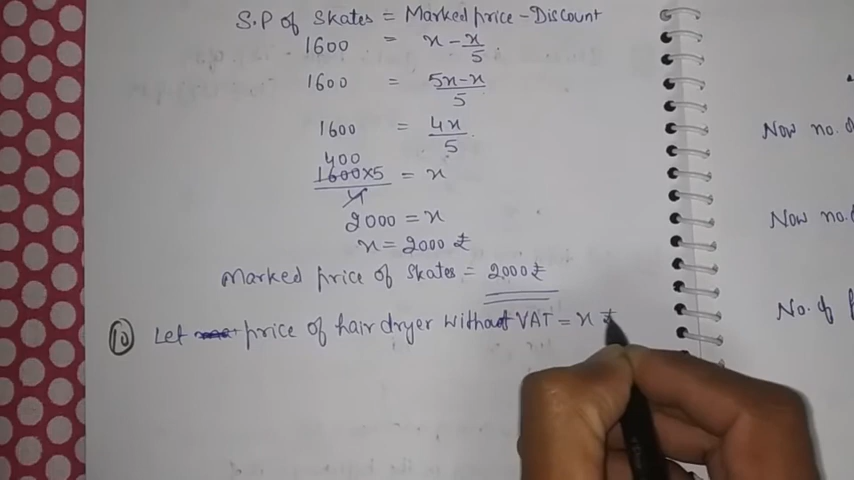 S.P of Skates = Marked price - Discount
1600 = x - x/5
1600 = 5x-x/5
1600 = 4x/5
400
1600x5/4 = x
2000 = x
x = 2000 ₹
Marked price of skates = 2000 ₹
10 Let price of hair dryer without VAT = x ₹
Now no.
Now no.
No. of